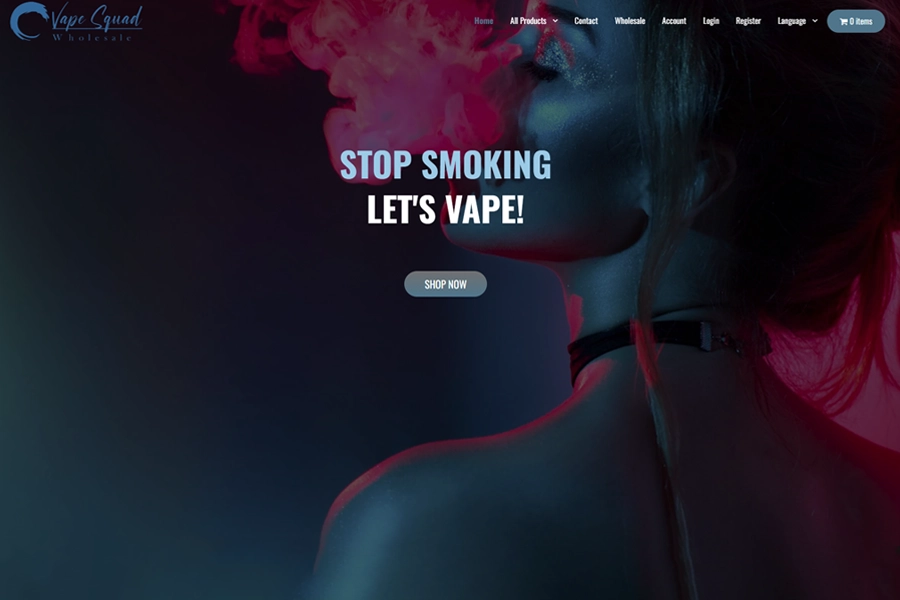 Vape Squad
Wholesale
Home
All Products
Contact
Wholesale
Account
Login
Register
Language
0 items
STOP SMOKING
LET'S VAPE!
SHOP NOW